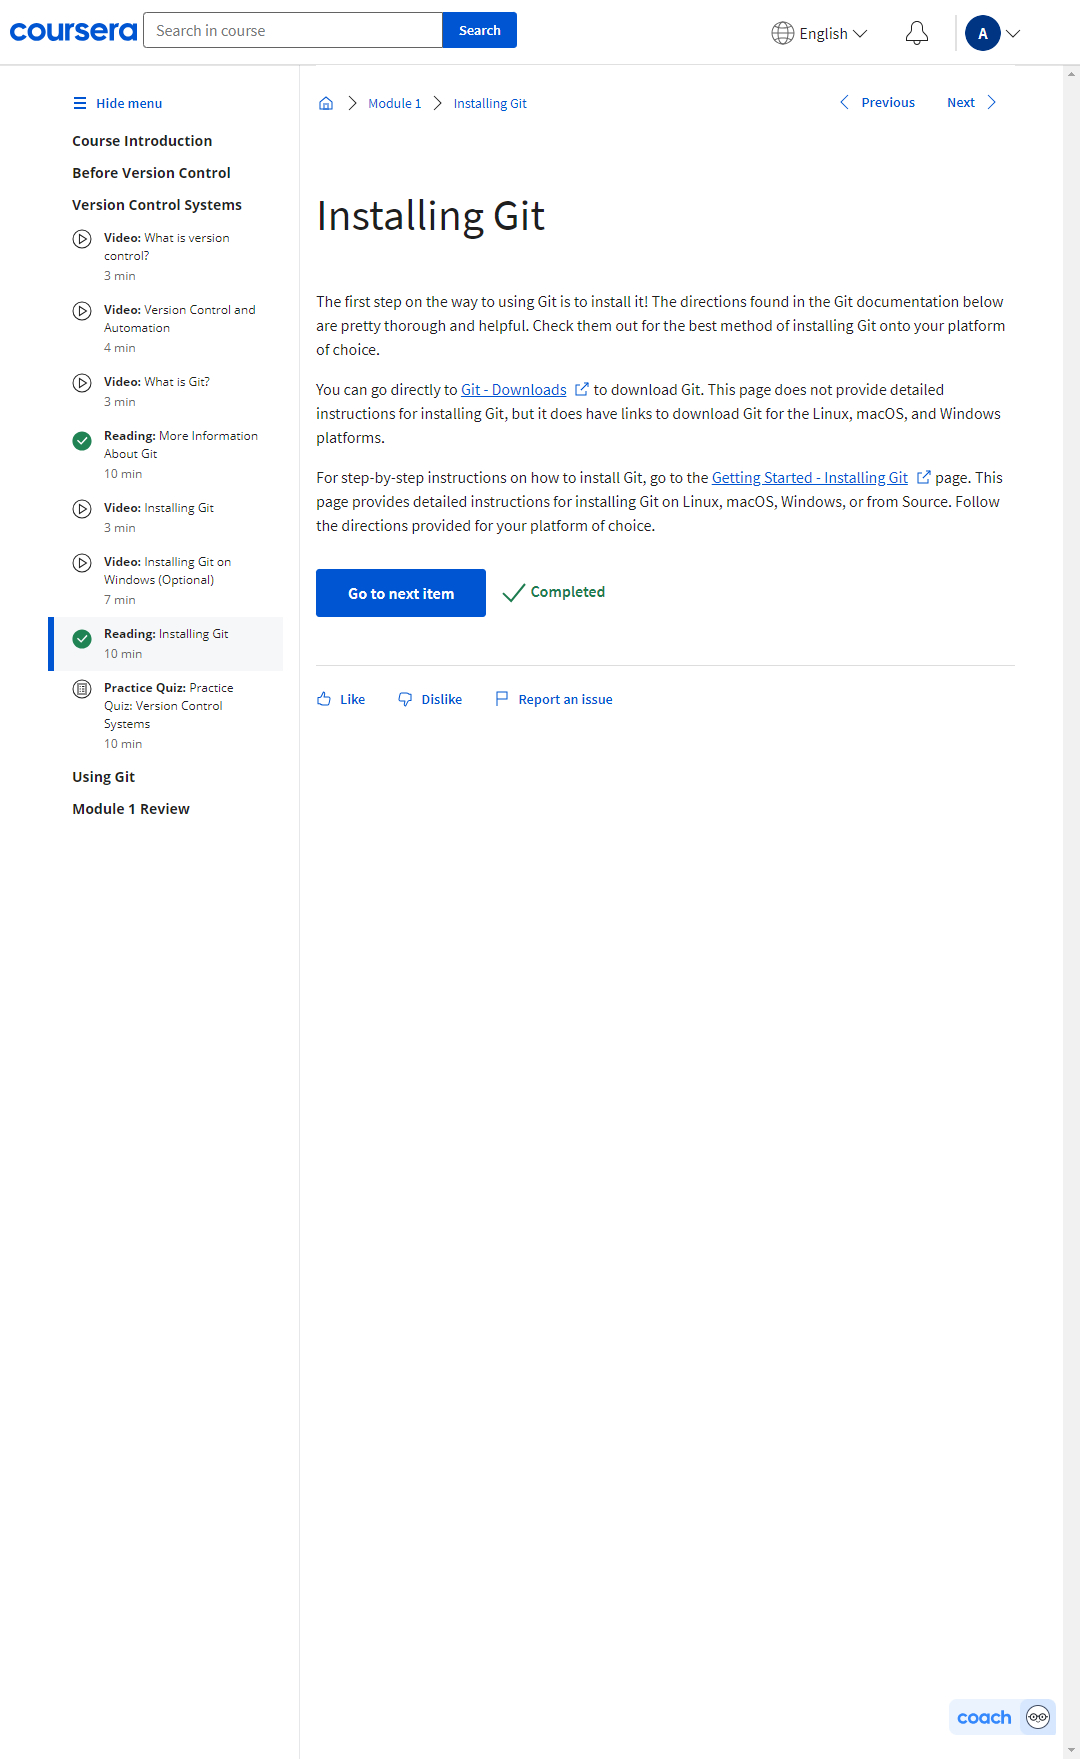 coursera
Search in course
Search
English
A
Hide menu
Course Introduction
Before Version Control
Version Control Systems
Video: What is version
control?
3 min
Video: Version Control and
Automation
4 min
Video: What is Git?
3 min
Reading: More Information
About Git
10 min
Video: Installing Git
3 min
Video: Installing Git on
Windows (Optional)
7 min
Reading: Installing Git
10 min
Practice Quiz: Practice
Quiz: Version Control
Systems
10 min
Using Git
Module 1 Review
Module 1 Installing Git
Previous
Next
Installing Git
The first step on the way to using Git is to install it! The directions found in the Git documentation below
are pretty thorough and helpful. Check them out for the best method of installing Git onto your platform
of choice.
You can go directly to Git - Downloads to download Git. This page does not provide detailed
instructions for installing Git, but it does have links to download Git for the Linux, macOS, and Windows
platforms.
For step-by-step instructions on how to install Git, go to the Getting Started - Installing Git page. This
page provides detailed instructions for installing Git on Linux, macOS, Windows, or from Source. Follow
the directions provided for your platform of choice.
Go to next item
Completed
Like
Dislike
Report an issue
coach